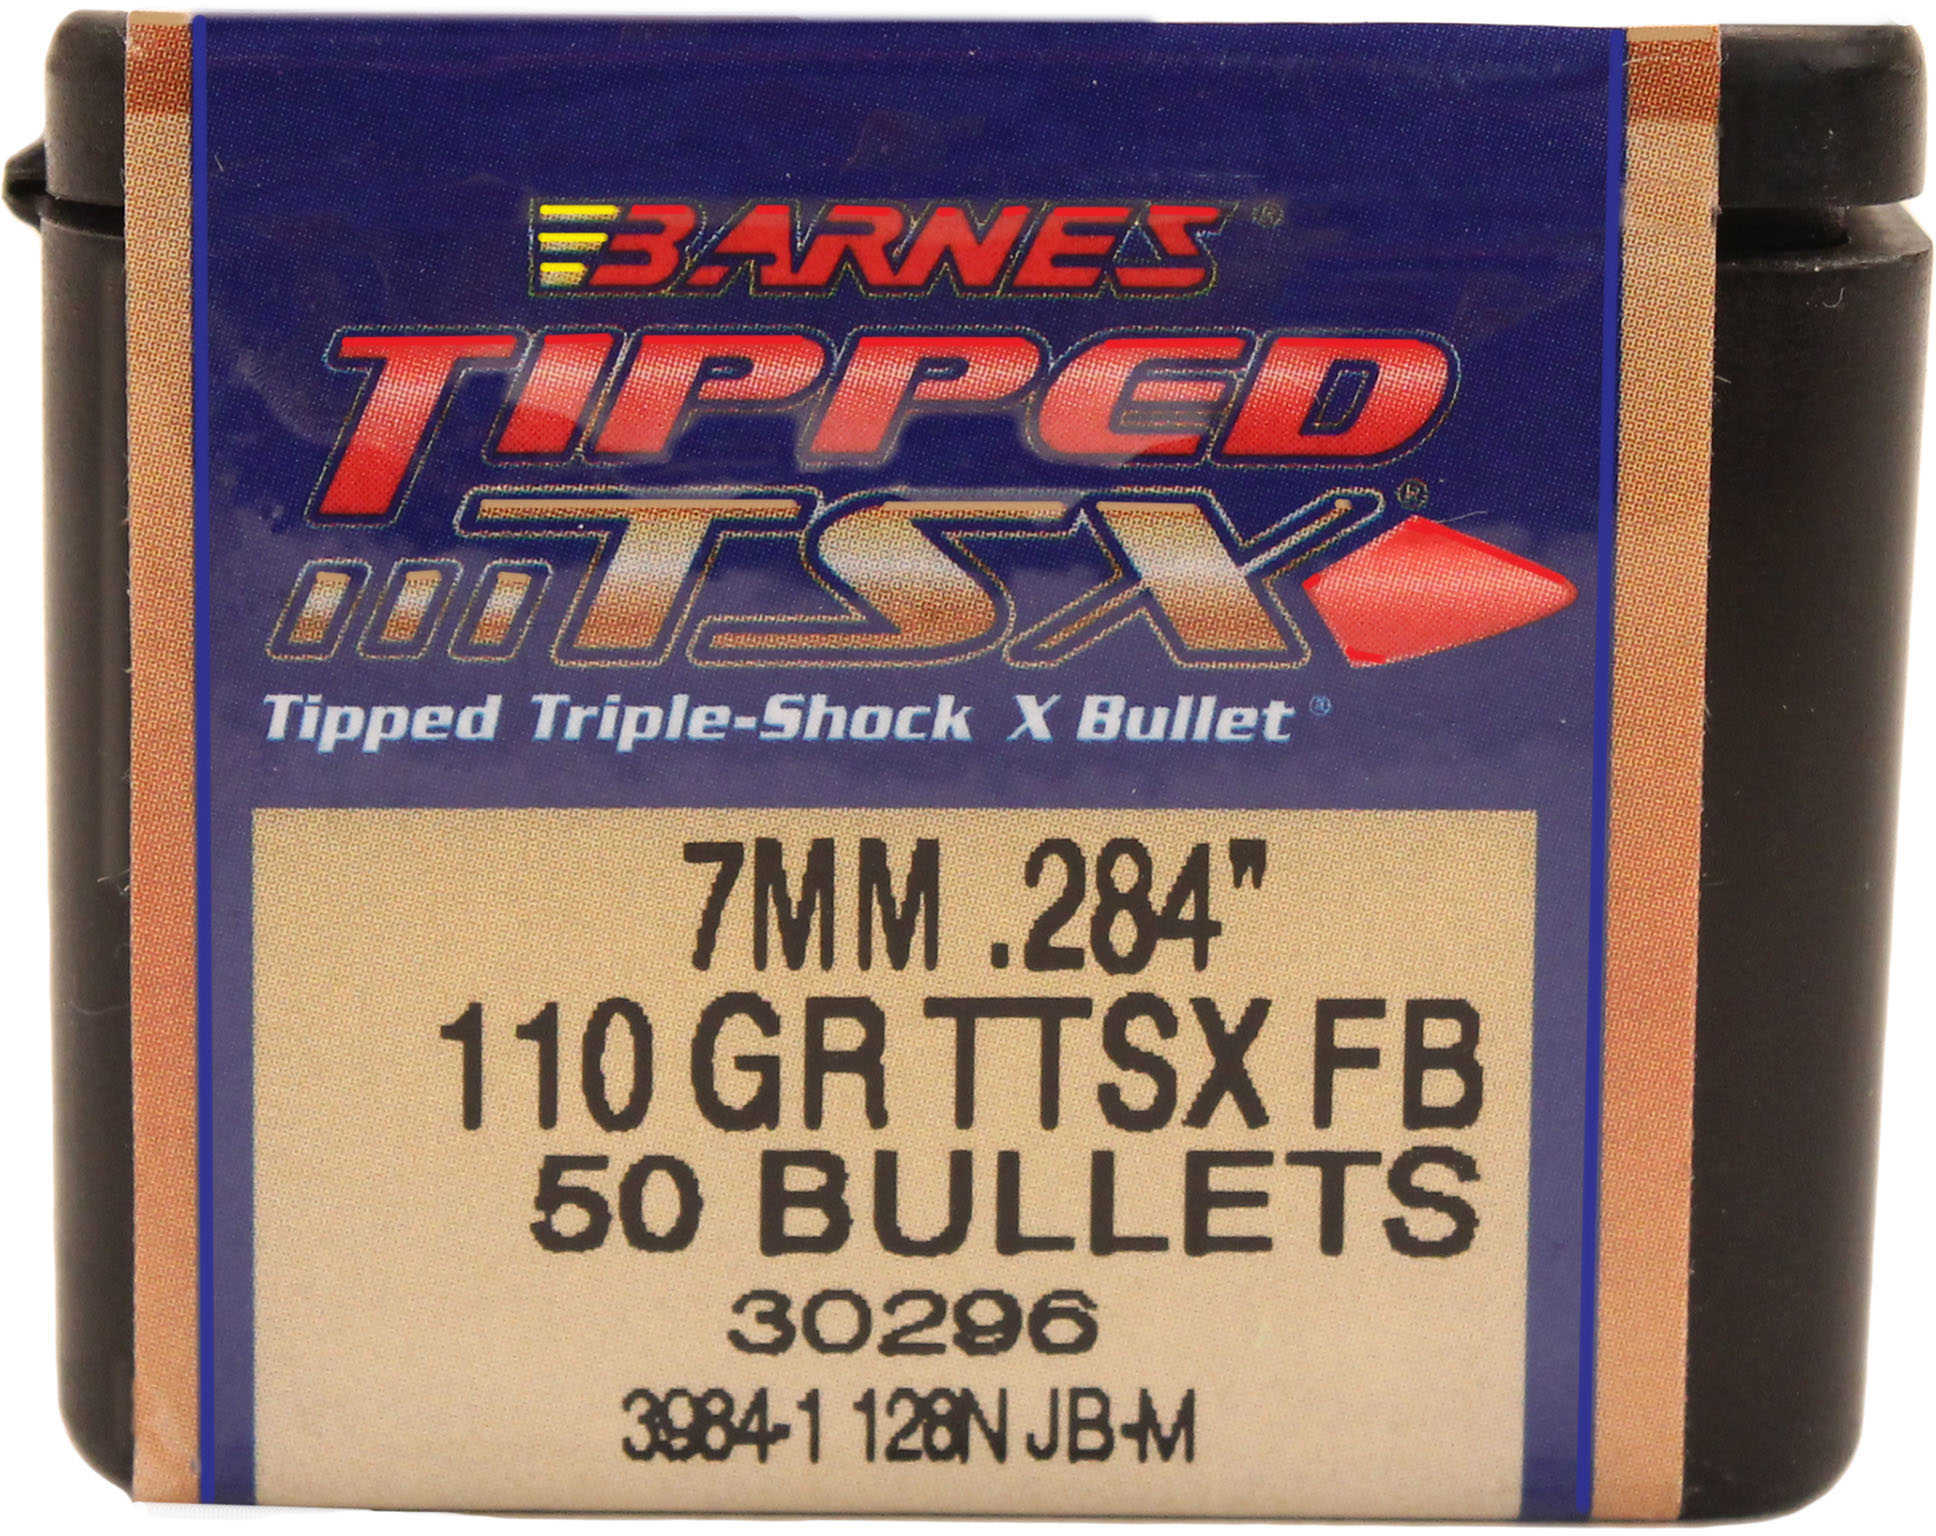 BARNES®
TIPPED
TSX®
Tipped Triple-Shock X Bullet®
7MM .284"
110 GR TTSX FB
50 BULLETS
30296
3984-1 128N JB-M